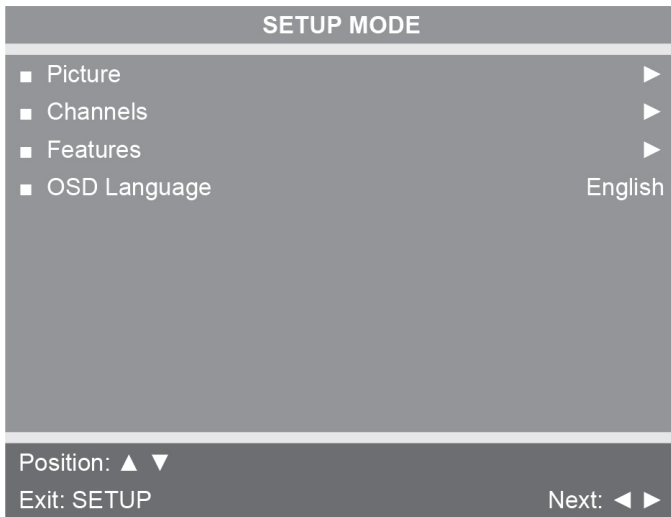 SETUP MODE
■ Picture ►
■ Channels ►
■ Features ►
■ OSD Language English
Position: ▲ ▼
Exit: SETUP Next: ◄ ►